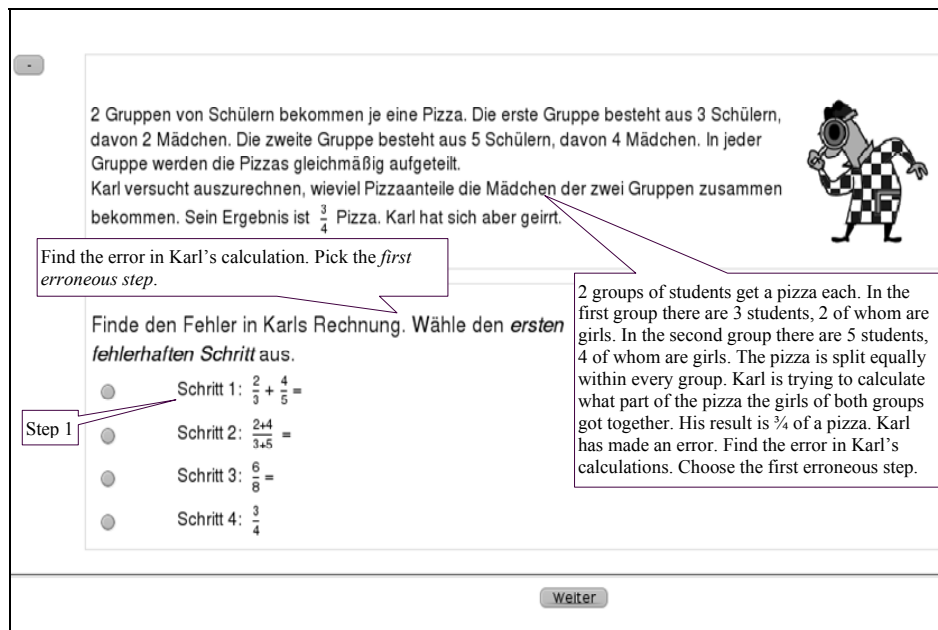 -
2 Gruppen von Schülern bekommen je eine Pizza. Die erste Gruppe besteht aus 3 Schülern,
davon 2 Mädchen. Die zweite Gruppe besteht aus 5 Schülern, davon 4 Mädchen. In jeder
Gruppe werden die Pizzas gleichmäßig aufgeteilt.
Karl versucht auszurechnen, wieviel Pizzaanteile die Mädchen der zwei Gruppen zusammen
bekommen. Sein Ergebnis ist 3/4 Pizza. Karl hat sich aber geirrt.
Find the error in Karl's calculation. Pick the first
erroneous step.
2 groups of students get a pizza each. In the
first group there are 3 students, 2 of whom are
girls. In the second group there are 5 students,
4 of whom are girls. The pizza is split equally
within every group. Karl is trying to calculate
what part of the pizza the girls of both groups
got together. His result is ¾ of a pizza. Karl
has made an error. Find the error in Karl's
calculations. Choose the first erroneous step.
Finde den Fehler in Karls Rechnung. Wähle den ersten
fehlerhaften Schritt aus.
Schritt 1: 2/3 + 4/5 =
Step 1
Schritt 2: 2+4/3+5 =
Schritt 3: 6/8 =
Schritt 4: 3/4
Weiter